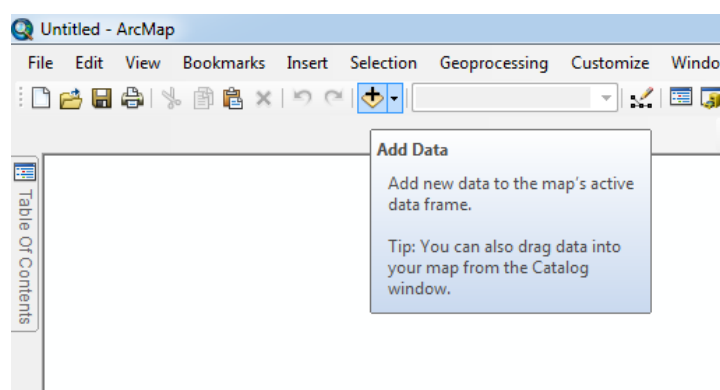 Untitled - ArcMap
File Edit View Bookmarks Insert Selection Geoprocessing Customize Windo
Add Data
Add new data to the map's active
data frame.
Tip: You can also drag data into
your map from the Catalog
window.
Table Of Contents